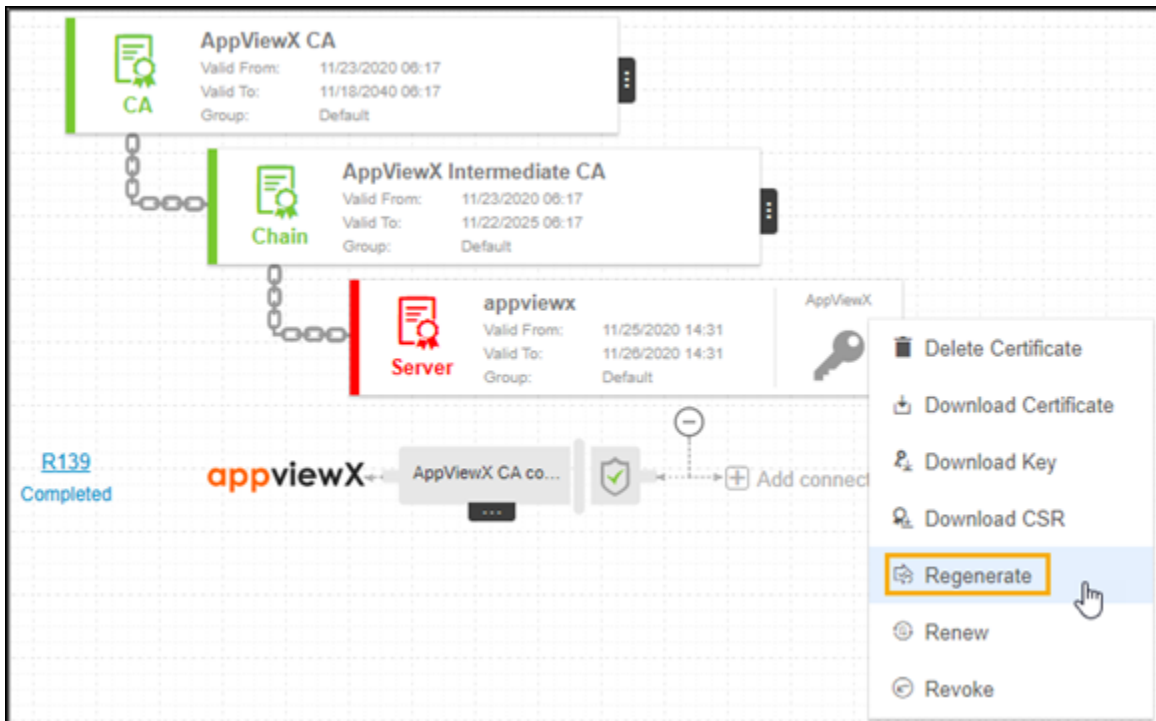 AppViewX CA
Valid From: 11/23/2020 06:17
Valid To: 11/18/2040 06:17
Group: Default
CA
AppViewX Intermediate CA
Valid From: 11/23/2020 06:17
Valid To: 11/22/2025 06:17
Group: Default
Chain
appviewx
Valid From: 11/25/2020 14:31
Valid To: 11/26/2020 14:31
Group: Default
Server
AppViewX
Delete Certificate
Download Certificate
Download Key
Download CSR
Regenerate
Renew
Revoke
R139
Completed
appviewX
AppViewX CA co...
Add connect